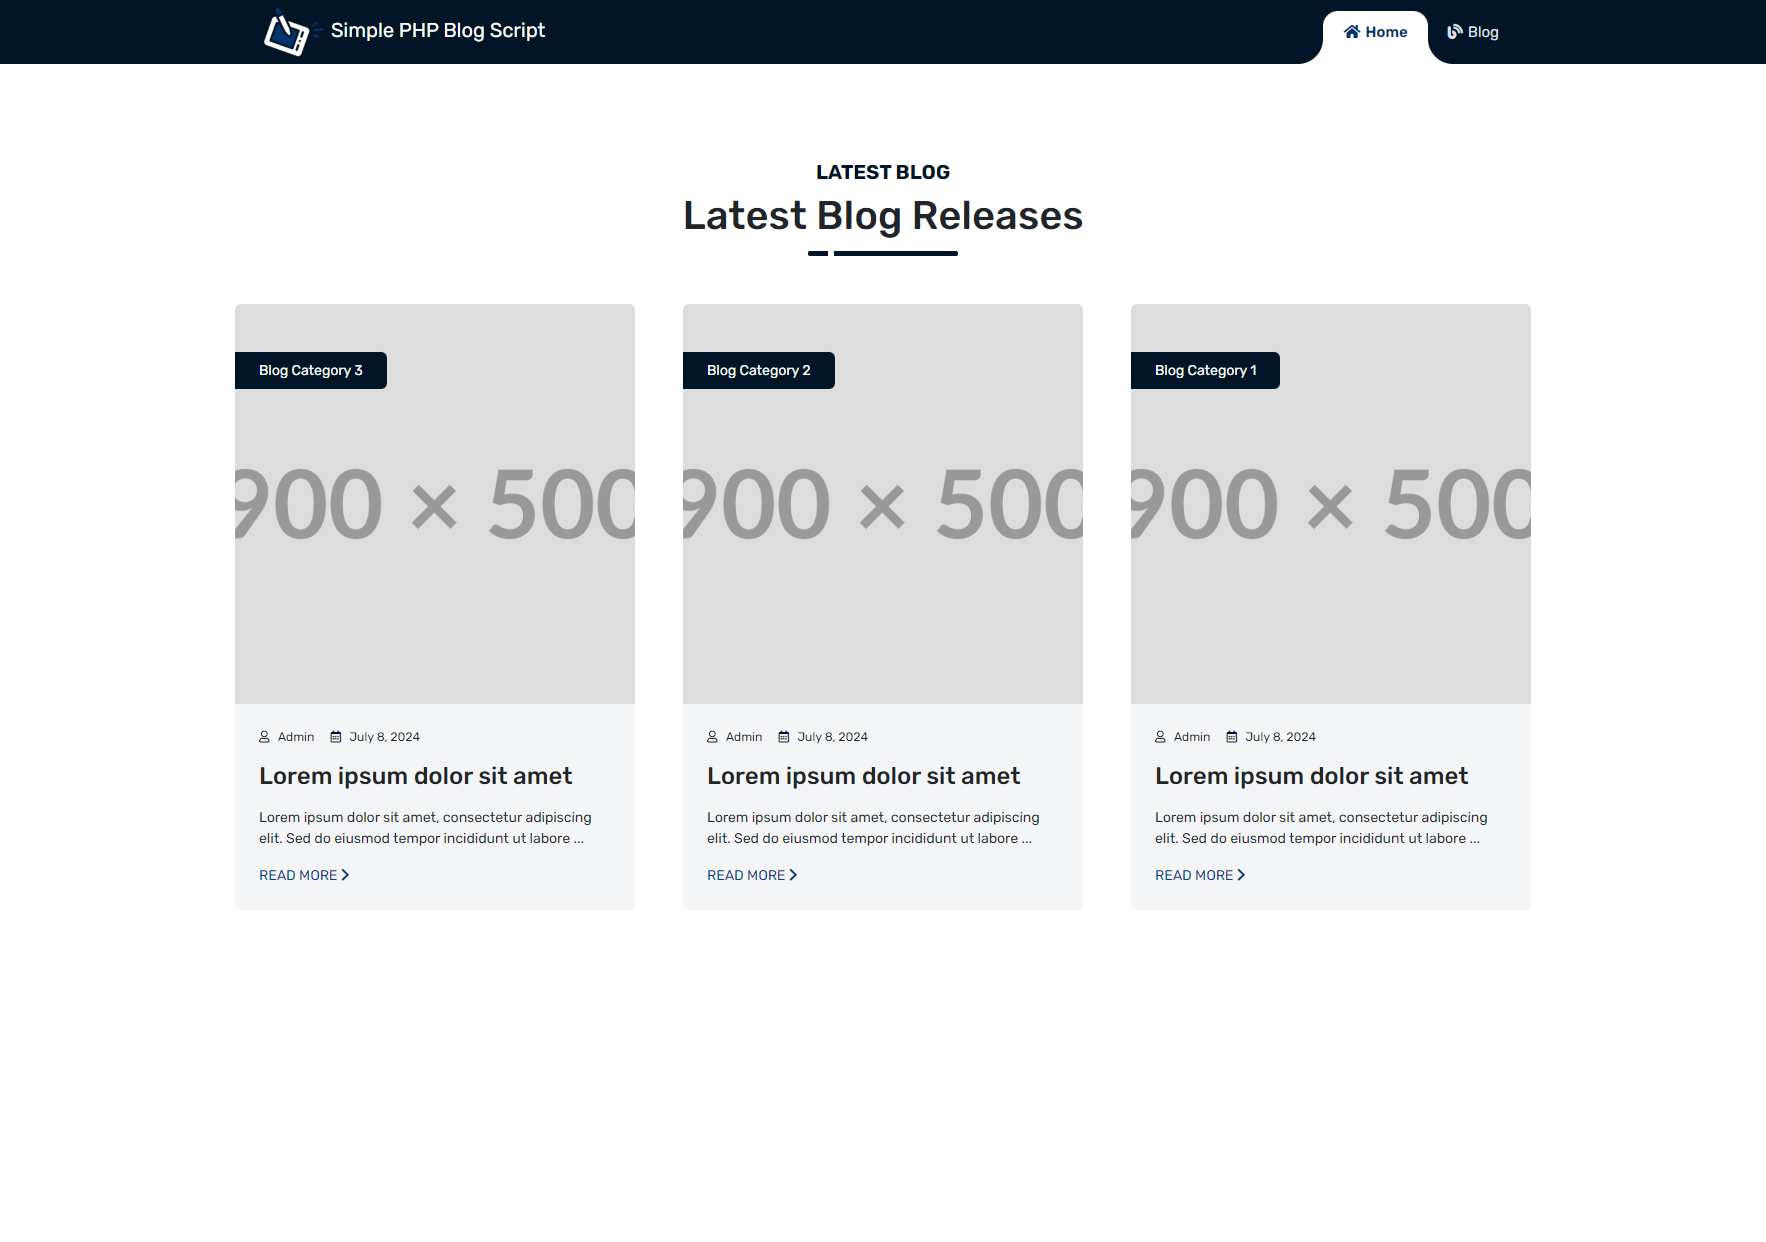 Simple PHP Blog Script
Home
Blog
LATEST BLOG
Latest Blog Releases
Blog Category 3
900 × 500
Admin July 8, 2024
Lorem ipsum dolor sit amet
Lorem ipsum dolor sit amet, consectetur adipiscing
elit. Sed do eiusmod tempor incididunt ut labore ...
READ MORE
Blog Category 2
900 × 500
Admin July 8, 2024
Lorem ipsum dolor sit amet
Lorem ipsum dolor sit amet, consectetur adipiscing
elit. Sed do eiusmod tempor incididunt ut labore ...
READ MORE
Blog Category 1
900 × 500
Admin July 8, 2024
Lorem ipsum dolor sit amet
Lorem ipsum dolor sit amet, consectetur adipiscing
elit. Sed do eiusmod tempor incididunt ut labore ...
READ MORE